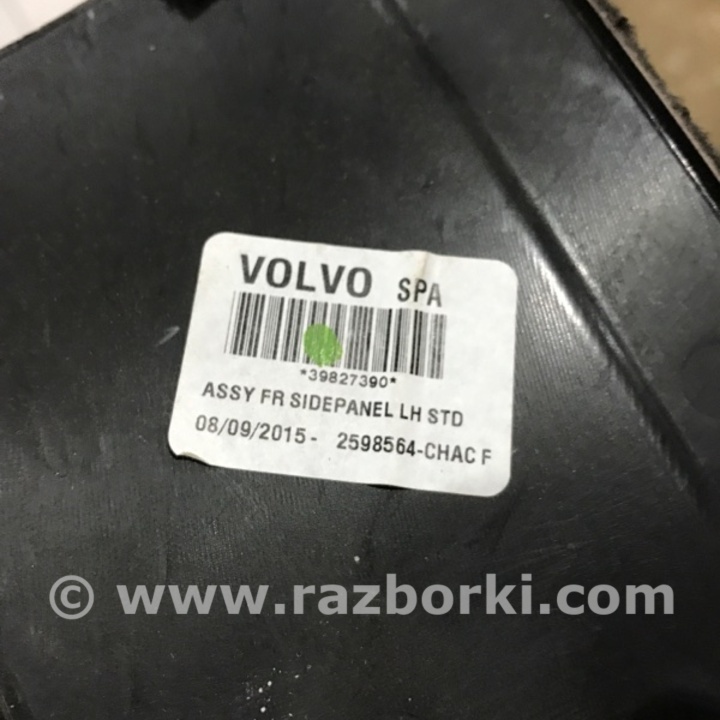 VOLVO SPA
*39827390*
ASSY FR SIDEPANEL LH STD
08/09/2015- 2598564-CHAC F
© www.razborki.com